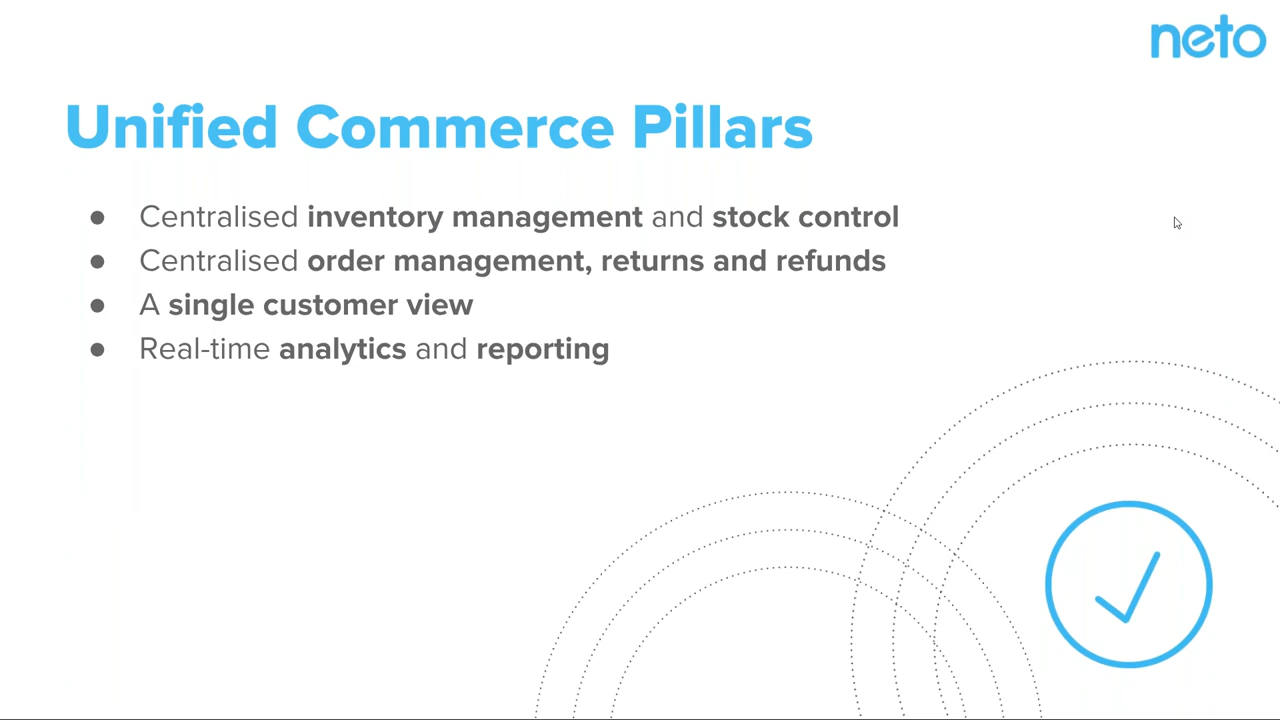 neto
Unified Commerce Pillars
● Centralised inventory management and stock control
● Centralised order management, returns and refunds
● A single customer view
● Real-time analytics and reporting